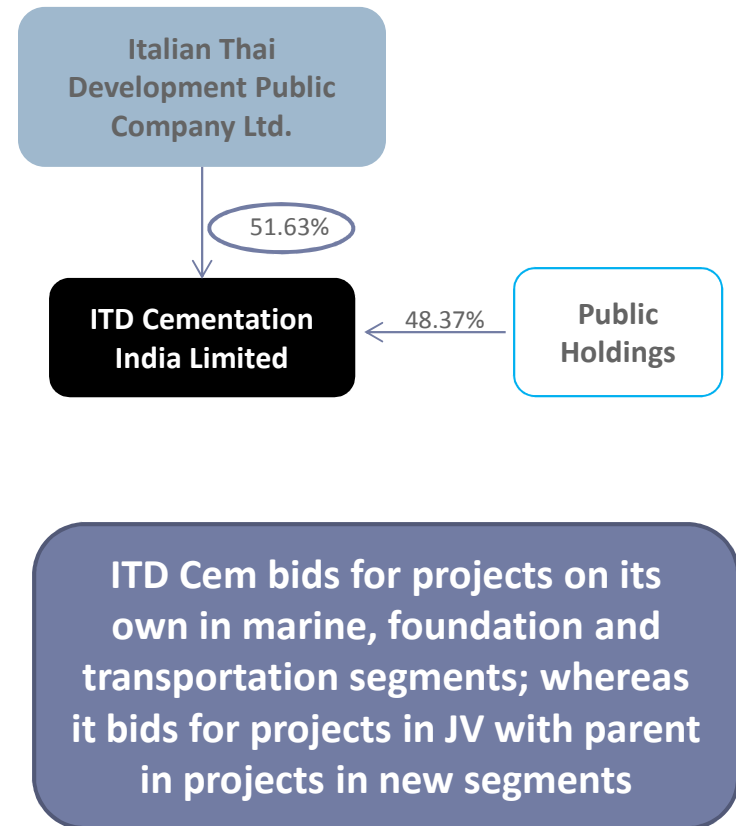 Italian Thai
Development Public
Company Ltd.
51.63%
ITD Cementation
India Limited
48.37%
Public
Holdings
ITD Cem bids for projects on its
own in marine, foundation and
transportation segments; whereas
it bids for projects in JV with parent
in projects in new segments